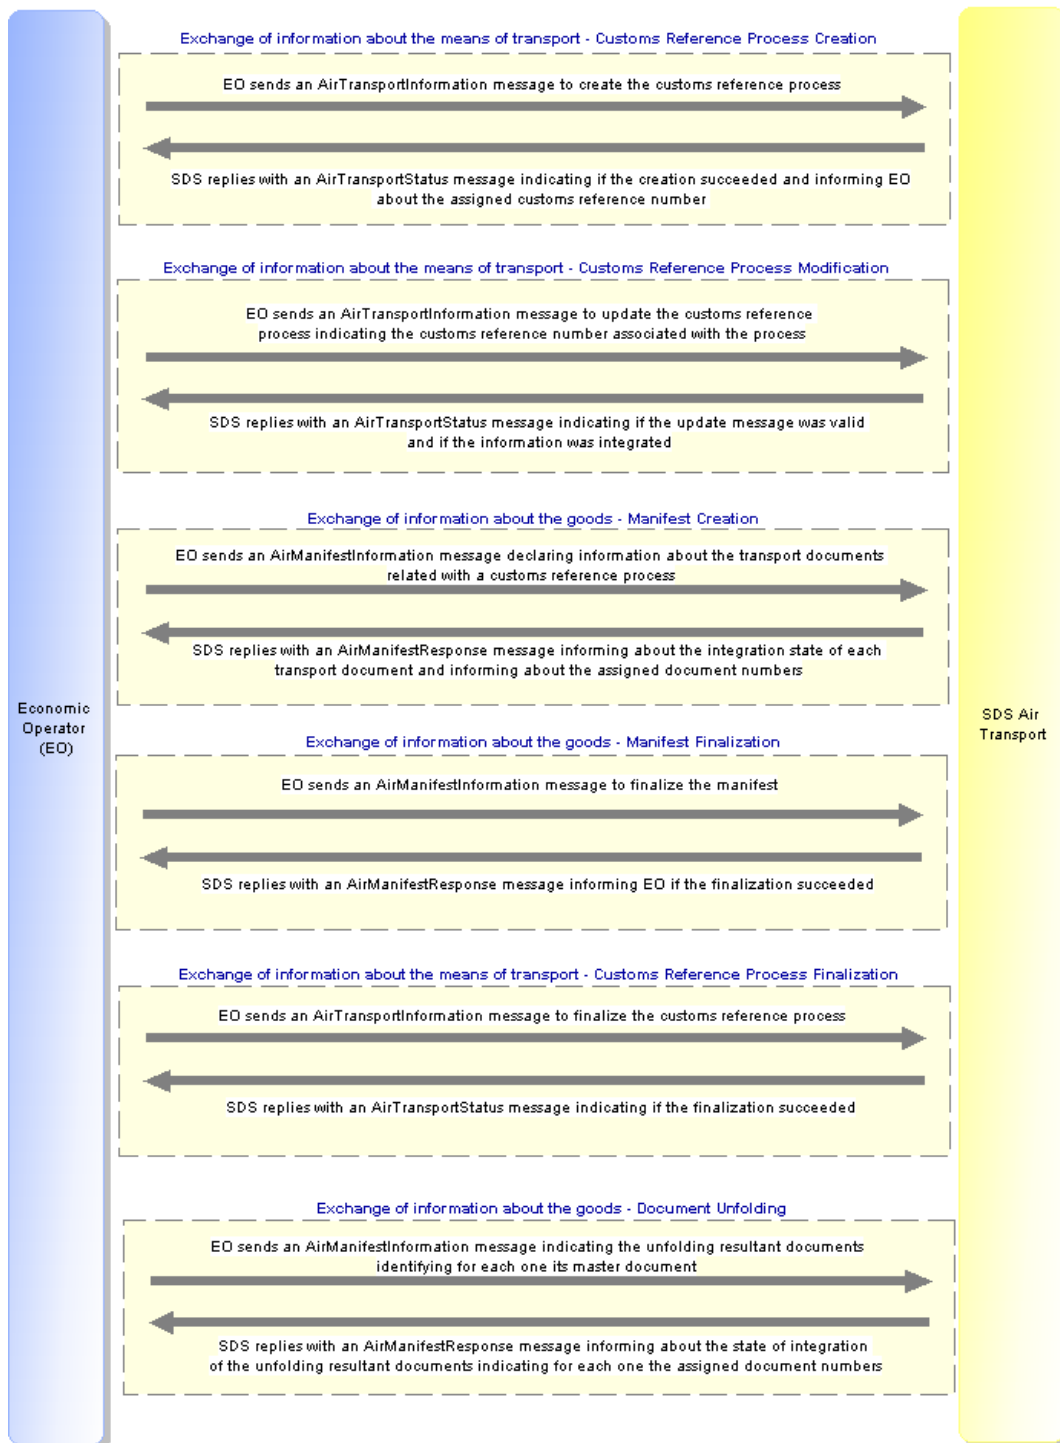 Exchange of information about the means of transport - Customs Reference Process Creation
EO sends an AirTransportInformation message to create the customs reference process
SDS replies with an AirTransportStatus message indicating if the creation succeeded and informing EO
about the assigned customs reference number
Exchange of information about the means of transport - Customs Reference Process Modification
EO sends an AirTransportInformation message to update the customs reference
process indicating the customs reference number associated with the process
SDS replies with an AirTransportStatus message indicating if the update message was valid
and if the information was integrated
Exchange of information about the goods - Manifest Creation
EO sends an AirManifestInformation message declaring information about the transport documents
related with a customs reference process
SDS replies with an AirManifestResponse message informing about the integration state of each
transport document and informing about the assigned document numbers
Economic
Operator
(EO)
SDS Air
Transport
Exchange of information about the goods - Manifest Finalization
EO sends an AirManifestInformation message to finalize the manifest
SDS replies with an AirManifestResponse message informing EO if the finalization succeeded
Exchange of information about the means of transport - Customs Reference Process Finalization
EO sends an AirTransportInformation message to finalize the customs reference process
SDS replies with an AirTransportStatus message indicating if the finalization succeeded
Exchange of information about the goods - Document Unfolding
EO sends an AirManifestInformation message indicating the unfolding resultant documents
identifying for each one its master document
SDS replies with an AirManifestResponse message informing about the state of integration
of the unfolding resultant documents indicating for each one the assigned document numbers